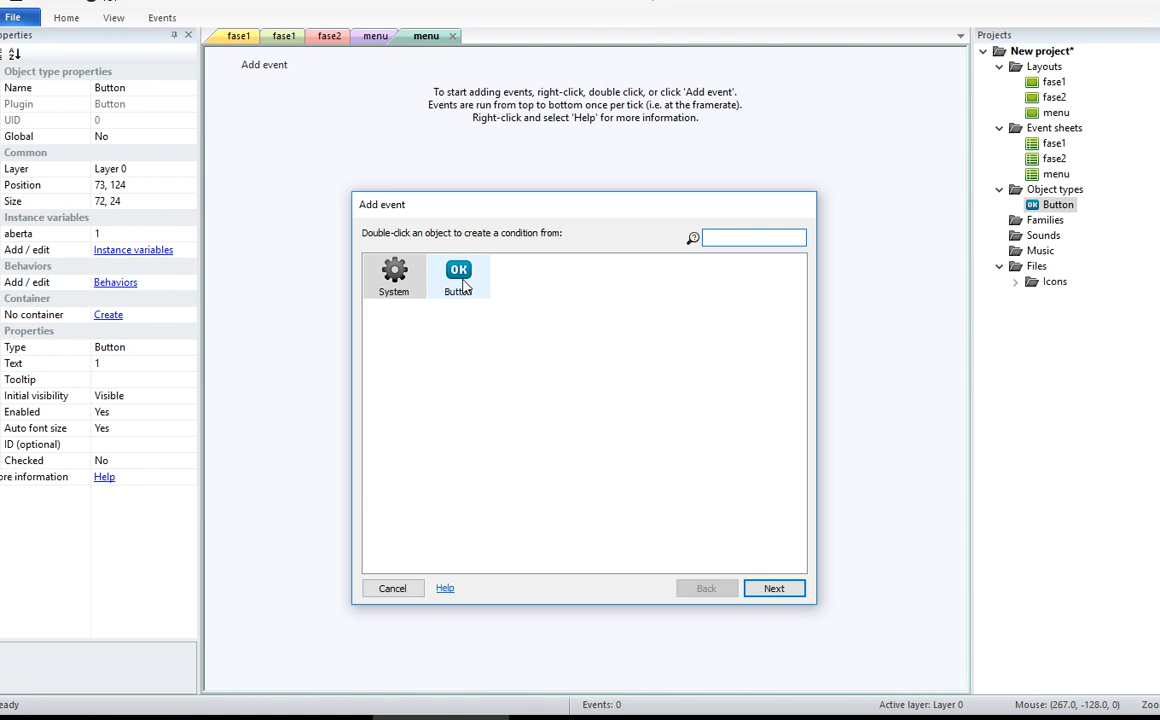 File Home View Events
operties
fase1 fase1 fase2 menu menu
Projects
Object type properties
Name Button
Plugin Button
UID 0
Global No
Common
Layer Layer 0
Position 73, 124
Size 72, 24
Instance variables
aberta 1
Add / edit Instance variables
Behaviors
Add / edit Behaviors
Container
No container Create
Properties
Type Button
Text 1
Tooltip
Initial visibility Visible
Enabled Yes
Auto font size Yes
ID (optional)
Checked No
ore information Help
Add event
To start adding events, right-click, double click, or click 'Add event'.
Events are run from top to bottom once per tick (i.e. at the framerate).
Right-click and select 'Help' for more information.
Add event
Double-click an object to create a condition from:
OK
System Button
Cancel Help Back Next
New project*
Layouts
fase1
fase2
menu
Event sheets
fase1
fase2
menu
Object types
OK Button
Families
Sounds
Music
Files
Icons
eady Events: 0 Active layer: Layer 0 Mouse: (267.0, -128.0, 0) Zoo